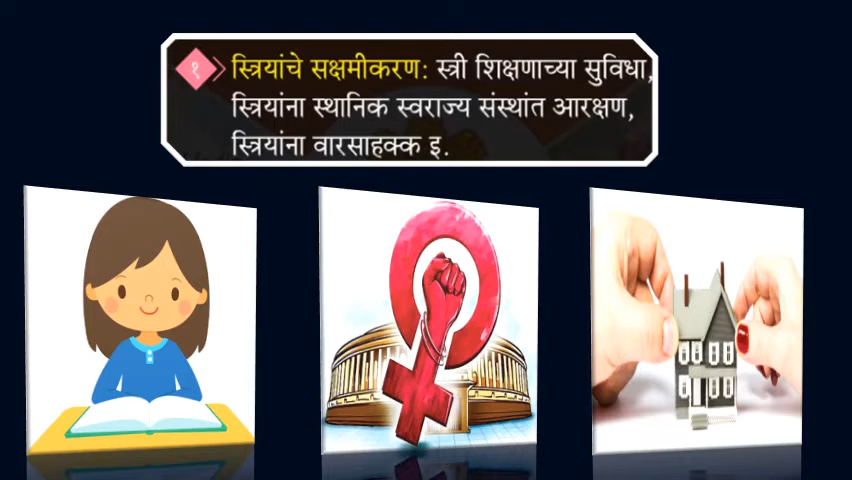 १ स्त्रियांचे सक्षमीकरण: स्त्री शिक्षणाच्या सुविधा,
स्त्रियांना स्थानिक स्वराज्य संस्थांत आरक्षण,
स्त्रियांना वारसाहक्क इ.